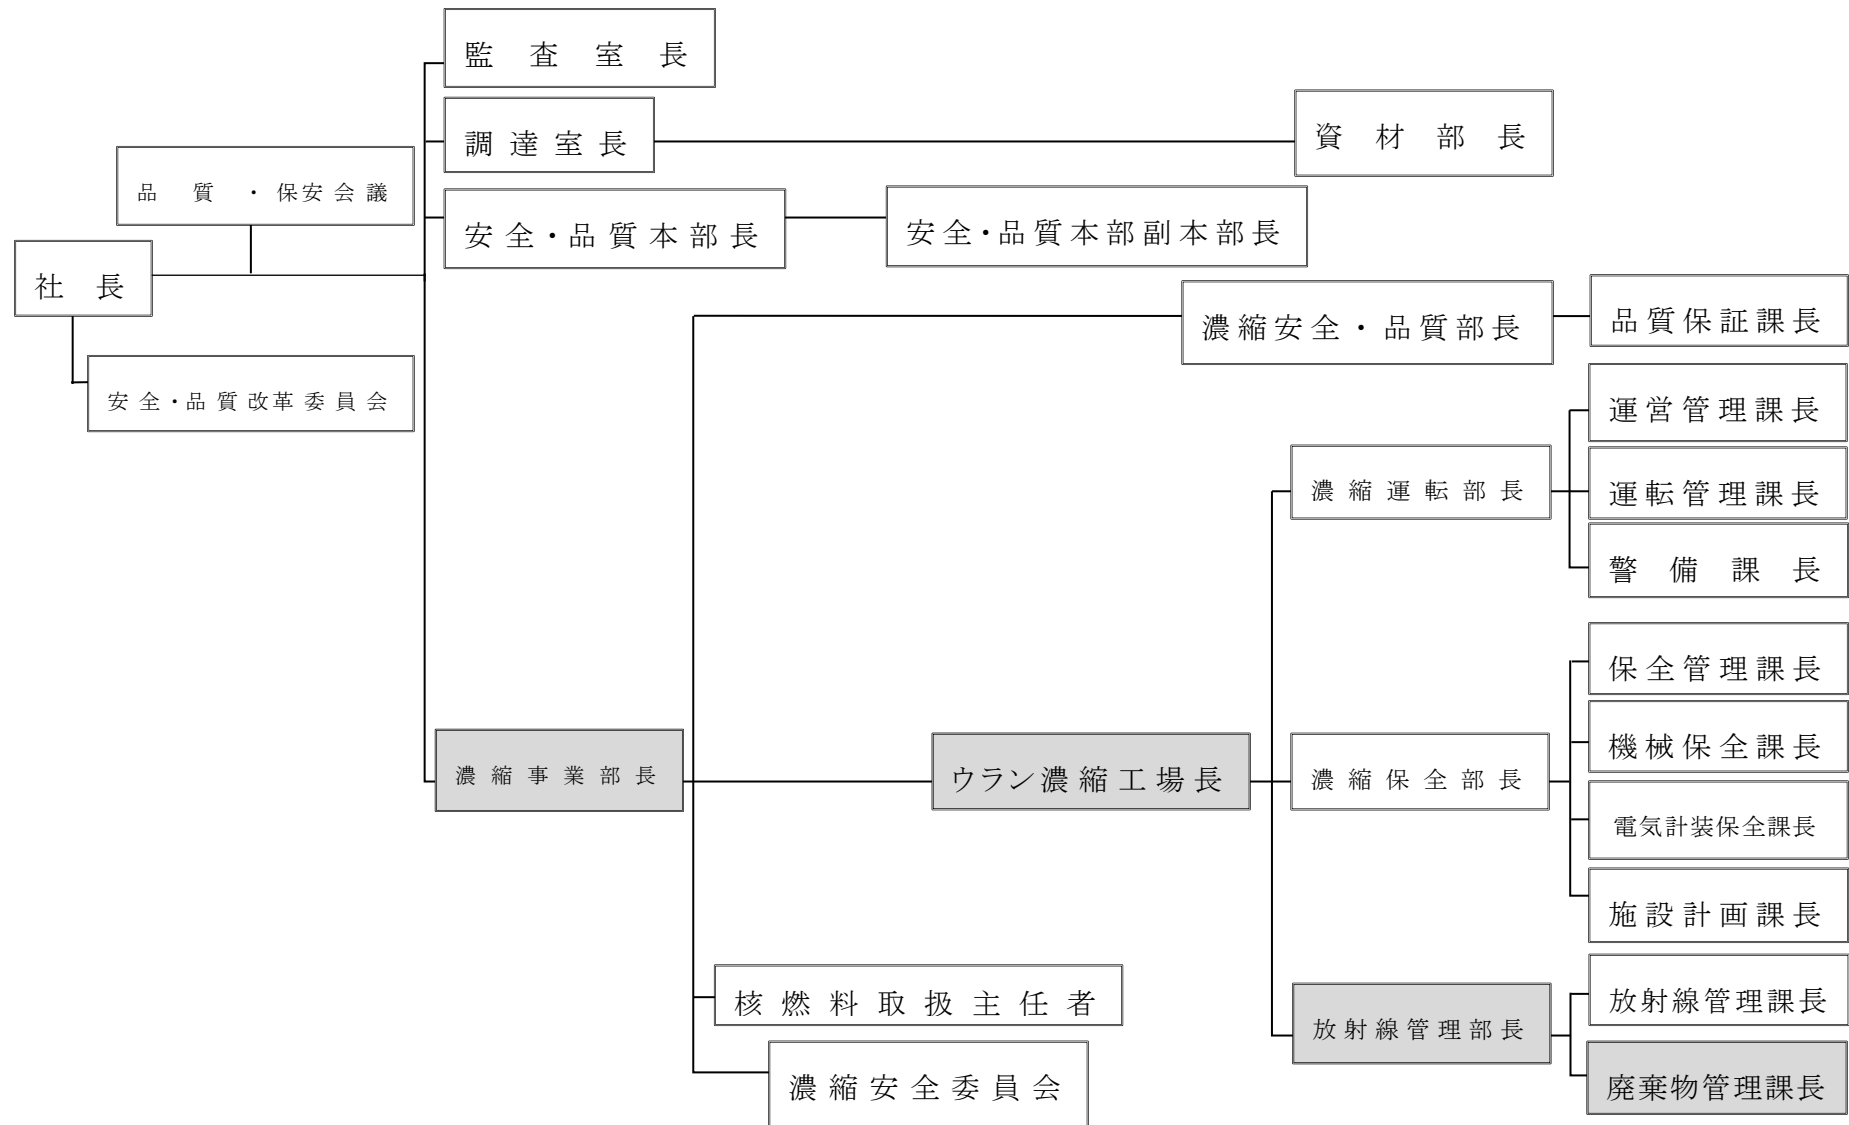 監査室長
調達室長
資材部長
品質・保安会議
安全・品質本部長
安全・品質本部副本部長
社長
安全・品質改革委員会
濃縮安全・品質部長
品質保証課長
濃縮運転部長
運営管理課長
運転管理課長
警備課長
濃縮事業部長
ウラン濃縮工場長
濃縮保全部長
保全管理課長
機械保全課長
電気計装保全課長
施設計画課長
核燃料取扱主任者
濃縮安全委員会
放射線管理部長
放射線管理課長
廃棄物管理課長